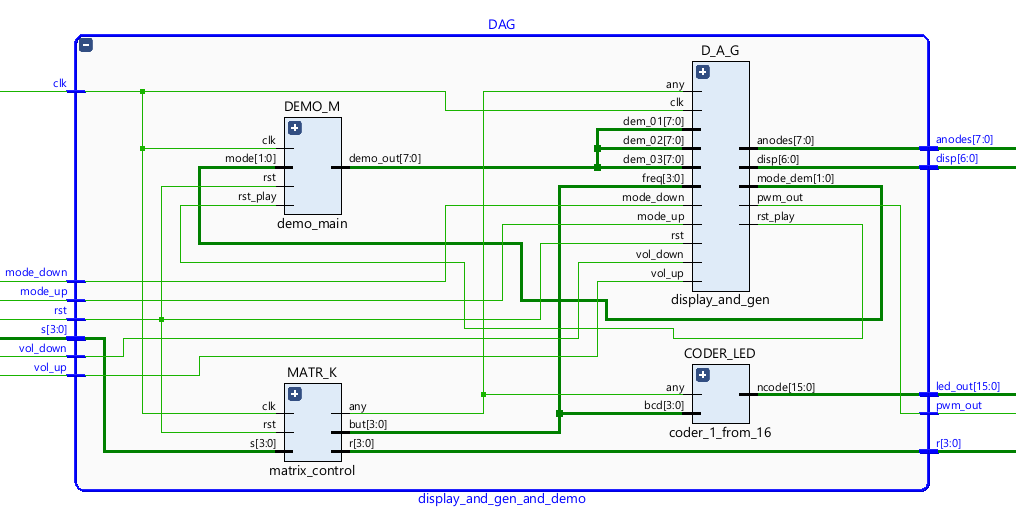 DAG
clk
mode_down
mode_up
rst
s[3:0]
vol_down
vol_up
DEMO_M
clk
mode[1:0]
rst
rst_play
demo_out[7:0]
demo_main
MATR_K
clk
rst
s[3:0]
any
but[3:0]
r[3:0]
matrix_control
D_A_G
any
clk
dem_01[7:0]
dem_02[7:0]
dem_03[7:0]
freq[3:0]
mode_down
mode_up
rst
vol_down
vol_up
anodes[7:0]
disp[6:0]
mode_dem[1:0]
pwm_out
rst_play
display_and_gen
CODER_LED
any
bcd[3:0]
ncode[15:0]
coder_1_from_16
anodes[7:0]
disp[6:0]
led_out[15:0]
pwm_out
r[3:0]
display_and_gen_and_demo